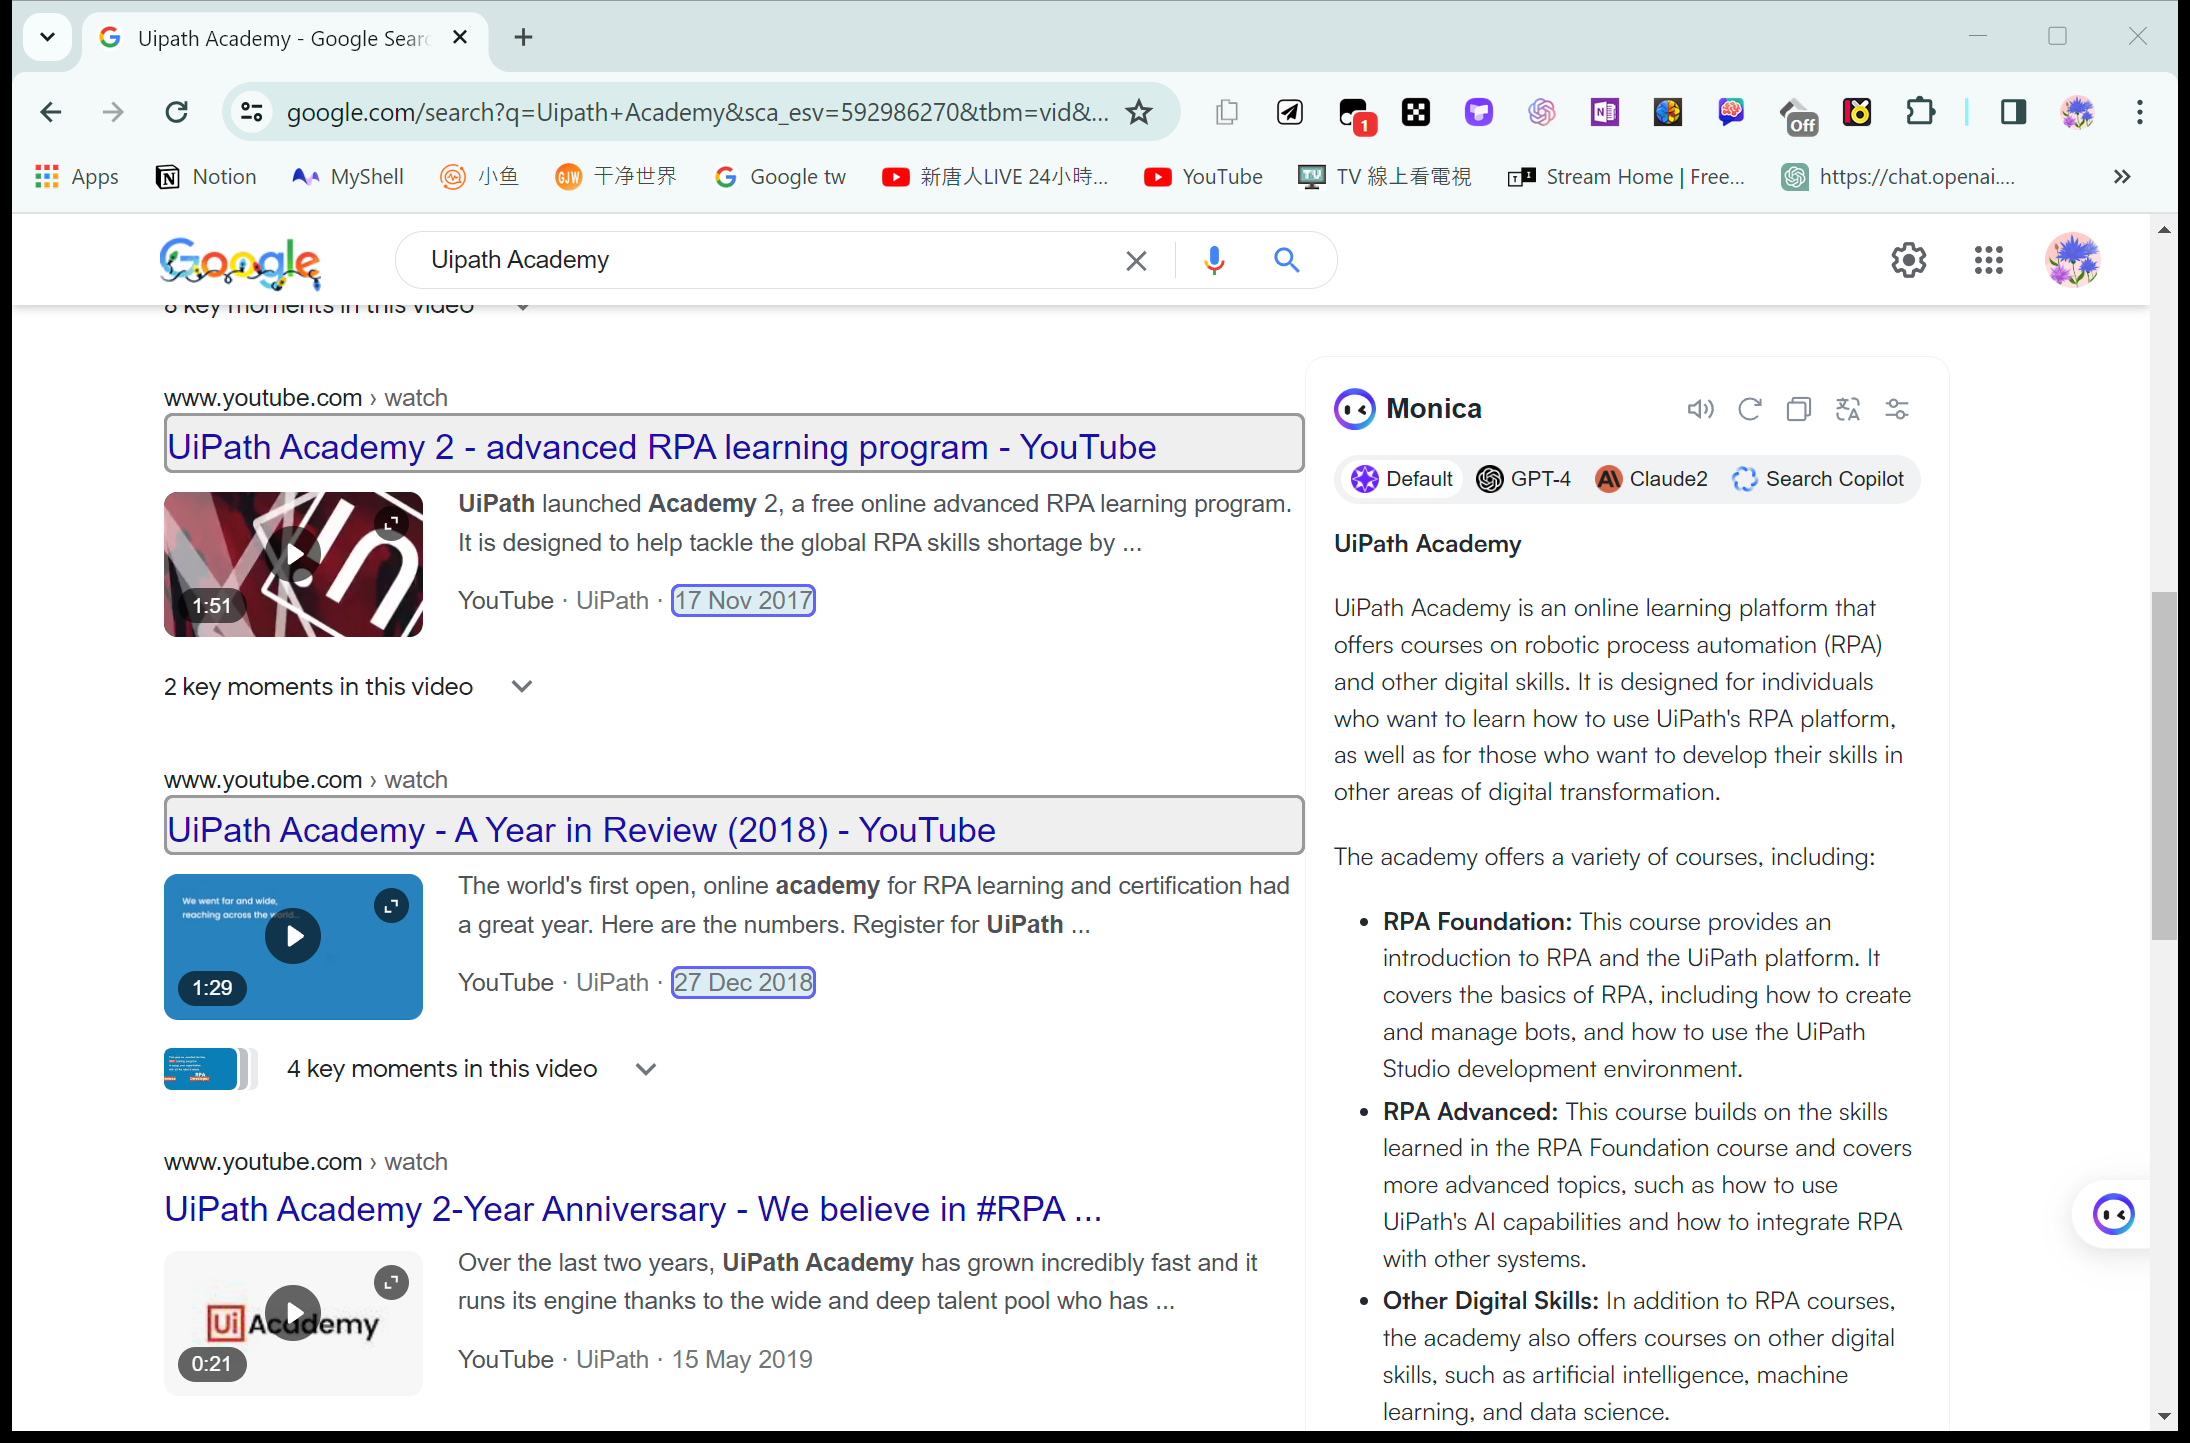 Uipath Academy - Google Sear
google.com/search?q=Uipath+Academy&sca_esv=592986270&tbm=vid&...
1
Off
Apps
Notion
MyShell
小鱼
干净世界
Google tw
新唐人LIVE 24小時...
YouTube
TV 線上看電視
Stream Home | Free...
https://chat.openai....
Google
Uipath Academy
8 key moments in this video
www.youtube.com › watch
UiPath Academy 2 - advanced RPA learning program - YouTube
UiPath launched Academy 2, a free online advanced RPA learning program.
It is designed to help tackle the global RPA skills shortage by ...
1:51
YouTube · UiPath · 17 Nov 2017
2 key moments in this video
www.youtube.com › watch
UiPath Academy - A Year in Review (2018) - YouTube
We went far and wide,
reaching across the world...
1:29
The world's first open, online academy for RPA learning and certification had
a great year. Here are the numbers. Register for UiPath ...
YouTube · UiPath · 27 Dec 2018
4 key moments in this video
www.youtube.com › watch
UiPath Academy 2-Year Anniversary - We believe in #RPA ...
Ui Academy
0:21
Over the last two years, UiPath Academy has grown incredibly fast and it
runs its engine thanks to the wide and deep talent pool who has ...
YouTube · UiPath · 15 May 2019
Monica
Default
GPT-4
Claude2
Search Copilot
UiPath Academy
UiPath Academy is an online learning platform that
offers courses on robotic process automation (RPA)
and other digital skills. It is designed for individuals
who want to learn how to use UiPath's RPA platform,
as well as for those who want to develop their skills in
other areas of digital transformation.
The academy offers a variety of courses, including:
• RPA Foundation: This course provides an
introduction to RPA and the UiPath platform. It
covers the basics of RPA, including how to create
and manage bots, and how to use the UiPath
Studio development environment.
• RPA Advanced: This course builds on the skills
learned in the RPA Foundation course and covers
more advanced topics, such as how to use
UiPath's AI capabilities and how to integrate RPA
with other systems.
• Other Digital Skills: In addition to RPA courses,
the academy also offers courses on other digital
skills, such as artificial intelligence, machine
learning, and data science.